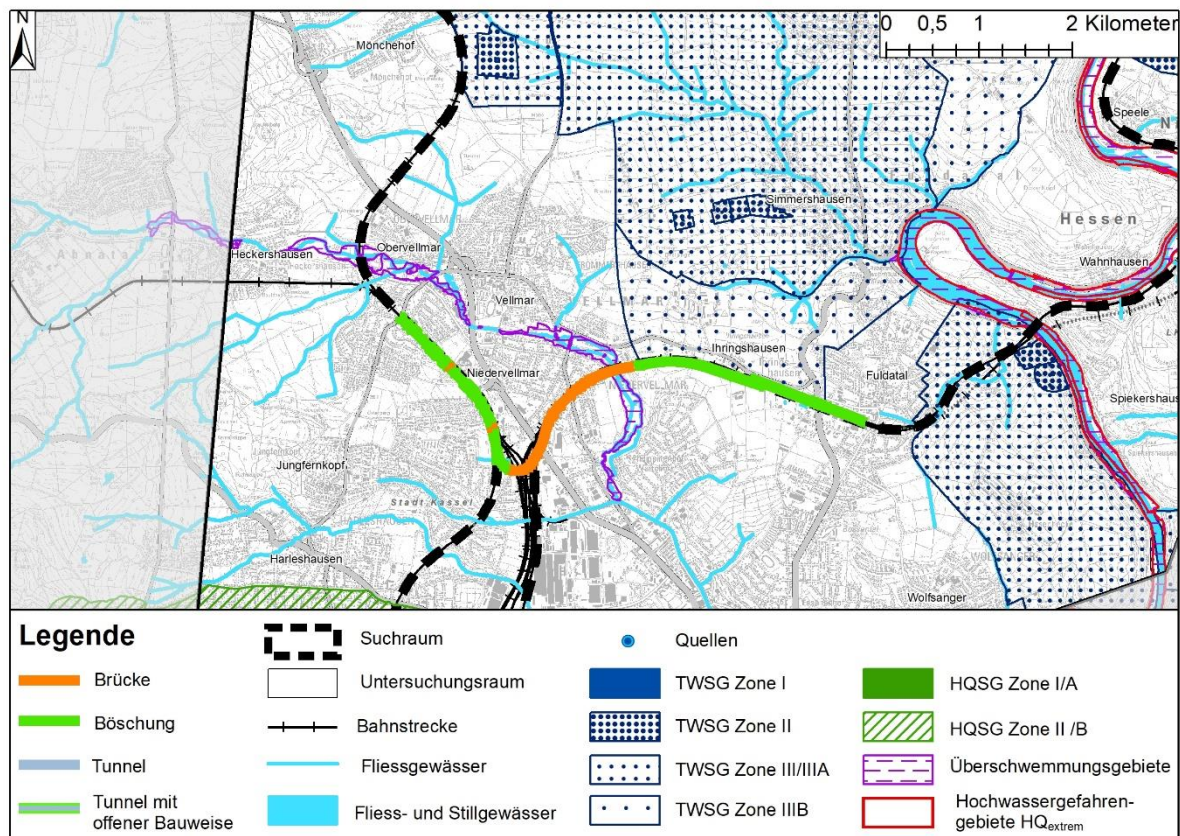 N
0 0,5 1 2 Kilometer
Mönchehof
Mönchehof
Speele
Simmershausen
Hessen
Wahnhausen
Obervellmar
Heckershausen
Vellmar
Ihringshausen
Niedervellmar
Fuldatal
Spiekershaus
Jungfernkopf
Stadt Kassel
Harleshausen
Wolfsanger
Legende
Brücke
Böschung
Tunnel
Tunnel mit
offener Bauweise
Suchraum
Untersuchungsraum
Bahnstrecke
Fliessgewässer
Fliess- und Stillgewässer
Quellen
TWSG Zone I
TWSG Zone II
TWSG Zone III/IIIA
TWSG Zone IIIB
HQSG Zone I/A
HQSG Zone II /B
Überschwemmungsgebiete
Hochwassergefahren-
gebiete HQextrem